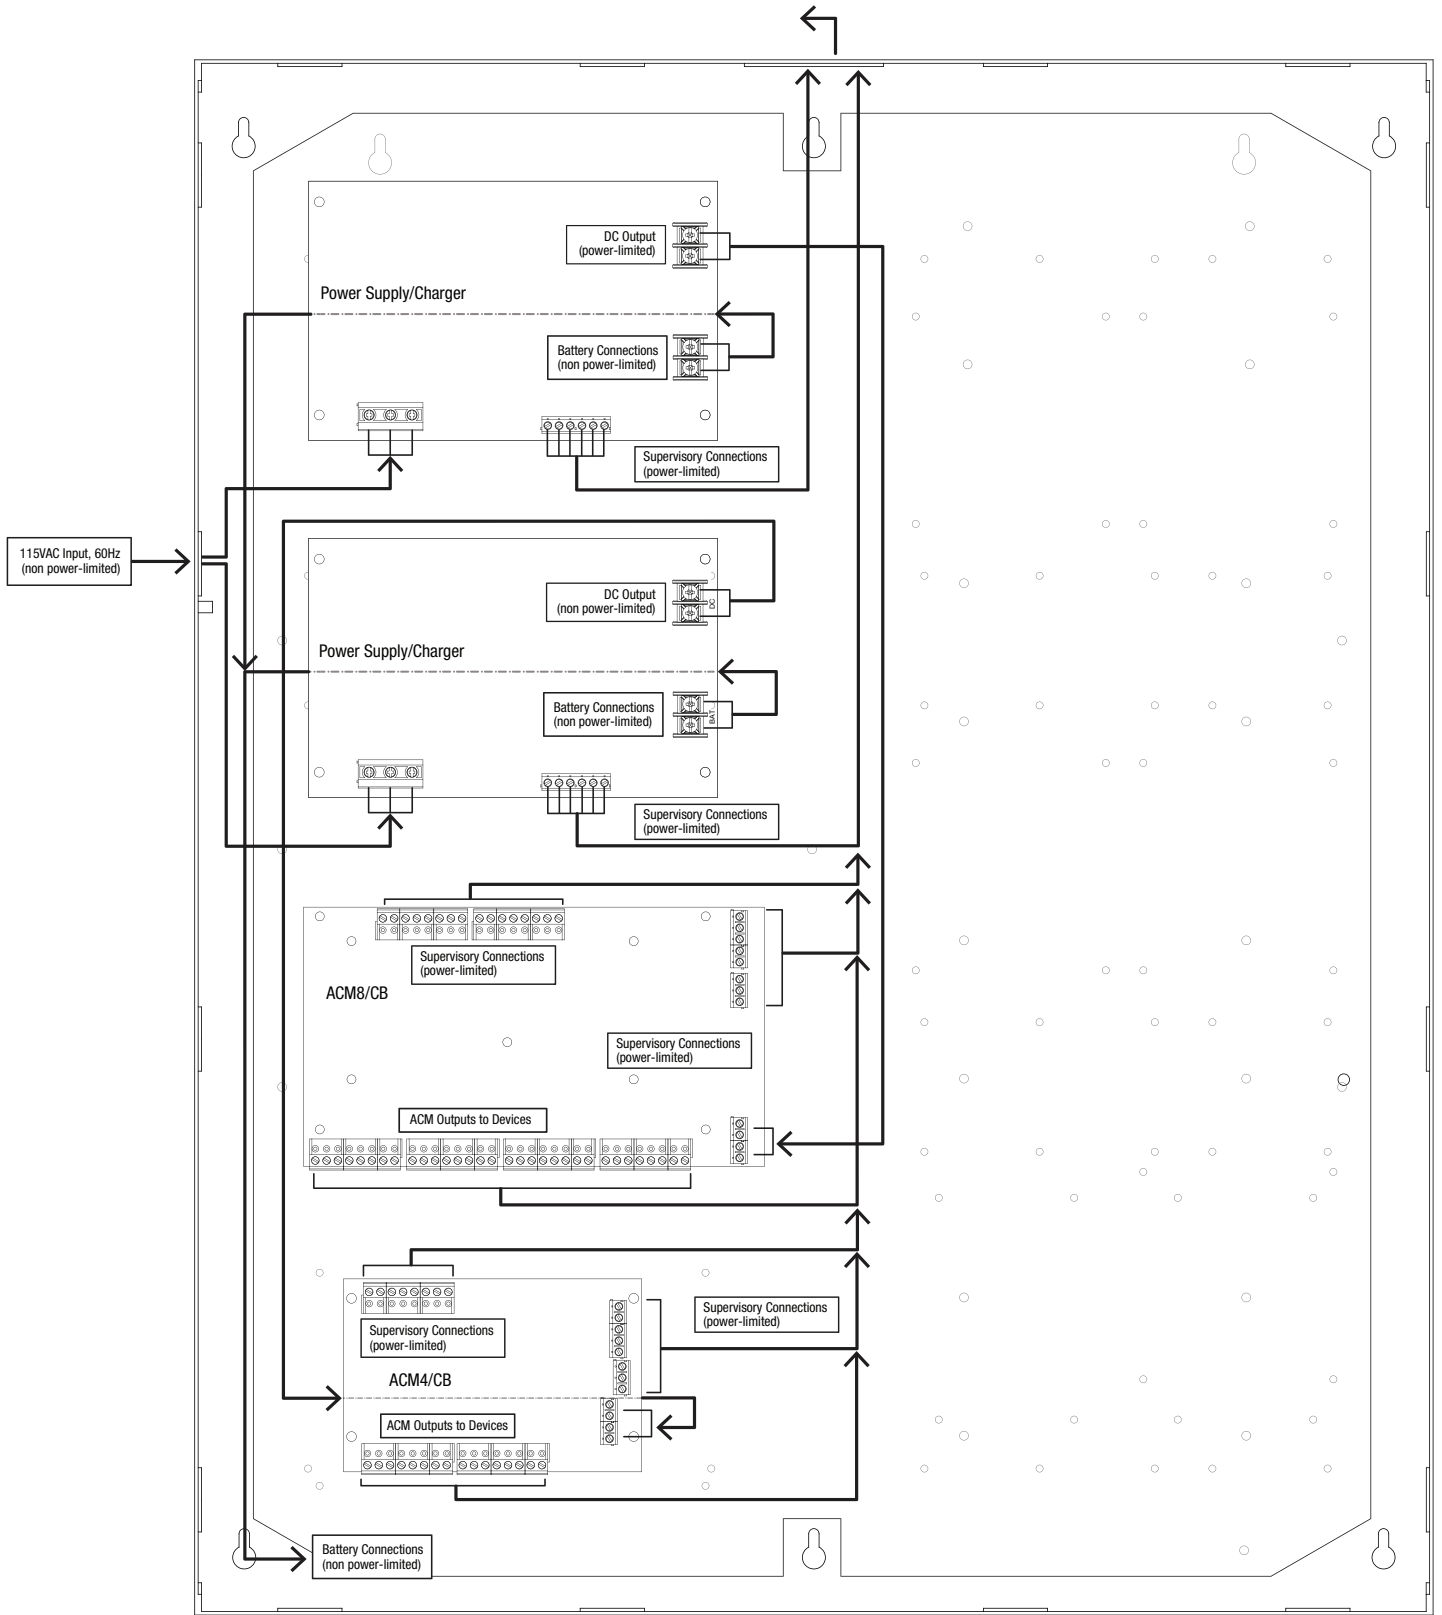 DC Output
(power-limited)
Power Supply/Charger
Battery Connections
(non power-limited)
Supervisory Connections
(power-limited)
115VAC Input, 60Hz
(non power-limited)
DC Output
(non power-limited)
DC
Power Supply/Charger
Battery Connections
(non power-limited)
BAT
Supervisory Connections
(power-limited)
Supervisory Connections
(power-limited)
ACM8/CB
Supervisory Connections
(power-limited)
ACM Outputs to Devices
Supervisory Connections
(power-limited)
Supervisory Connections
(power-limited)
ACM4/CB
ACM Outputs to Devices
Battery Connections
(non power-limited)